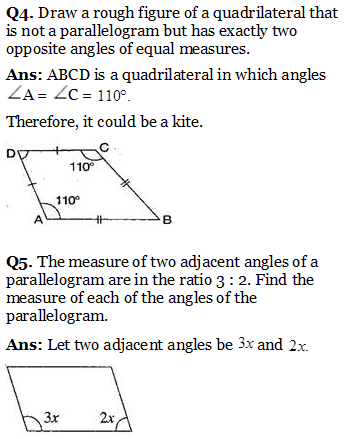 Q4. Draw a rough figure of a quadrilateral that
is not a parallelogram but has exactly two
opposite angles of equal measures.
Ans: ABCD is a quadrilateral in which angles
∠A = ∠C = 110°.
Therefore, it could be a kite.
D C
110°
110°
A B
Q5. The measure of two adjacent angles of a
parallelogram are in the ratio 3 : 2. Find the
measure of each of the angles of the
parallelogram.
Ans: Let two adjacent angles be 3x and 2x.
3x 2x